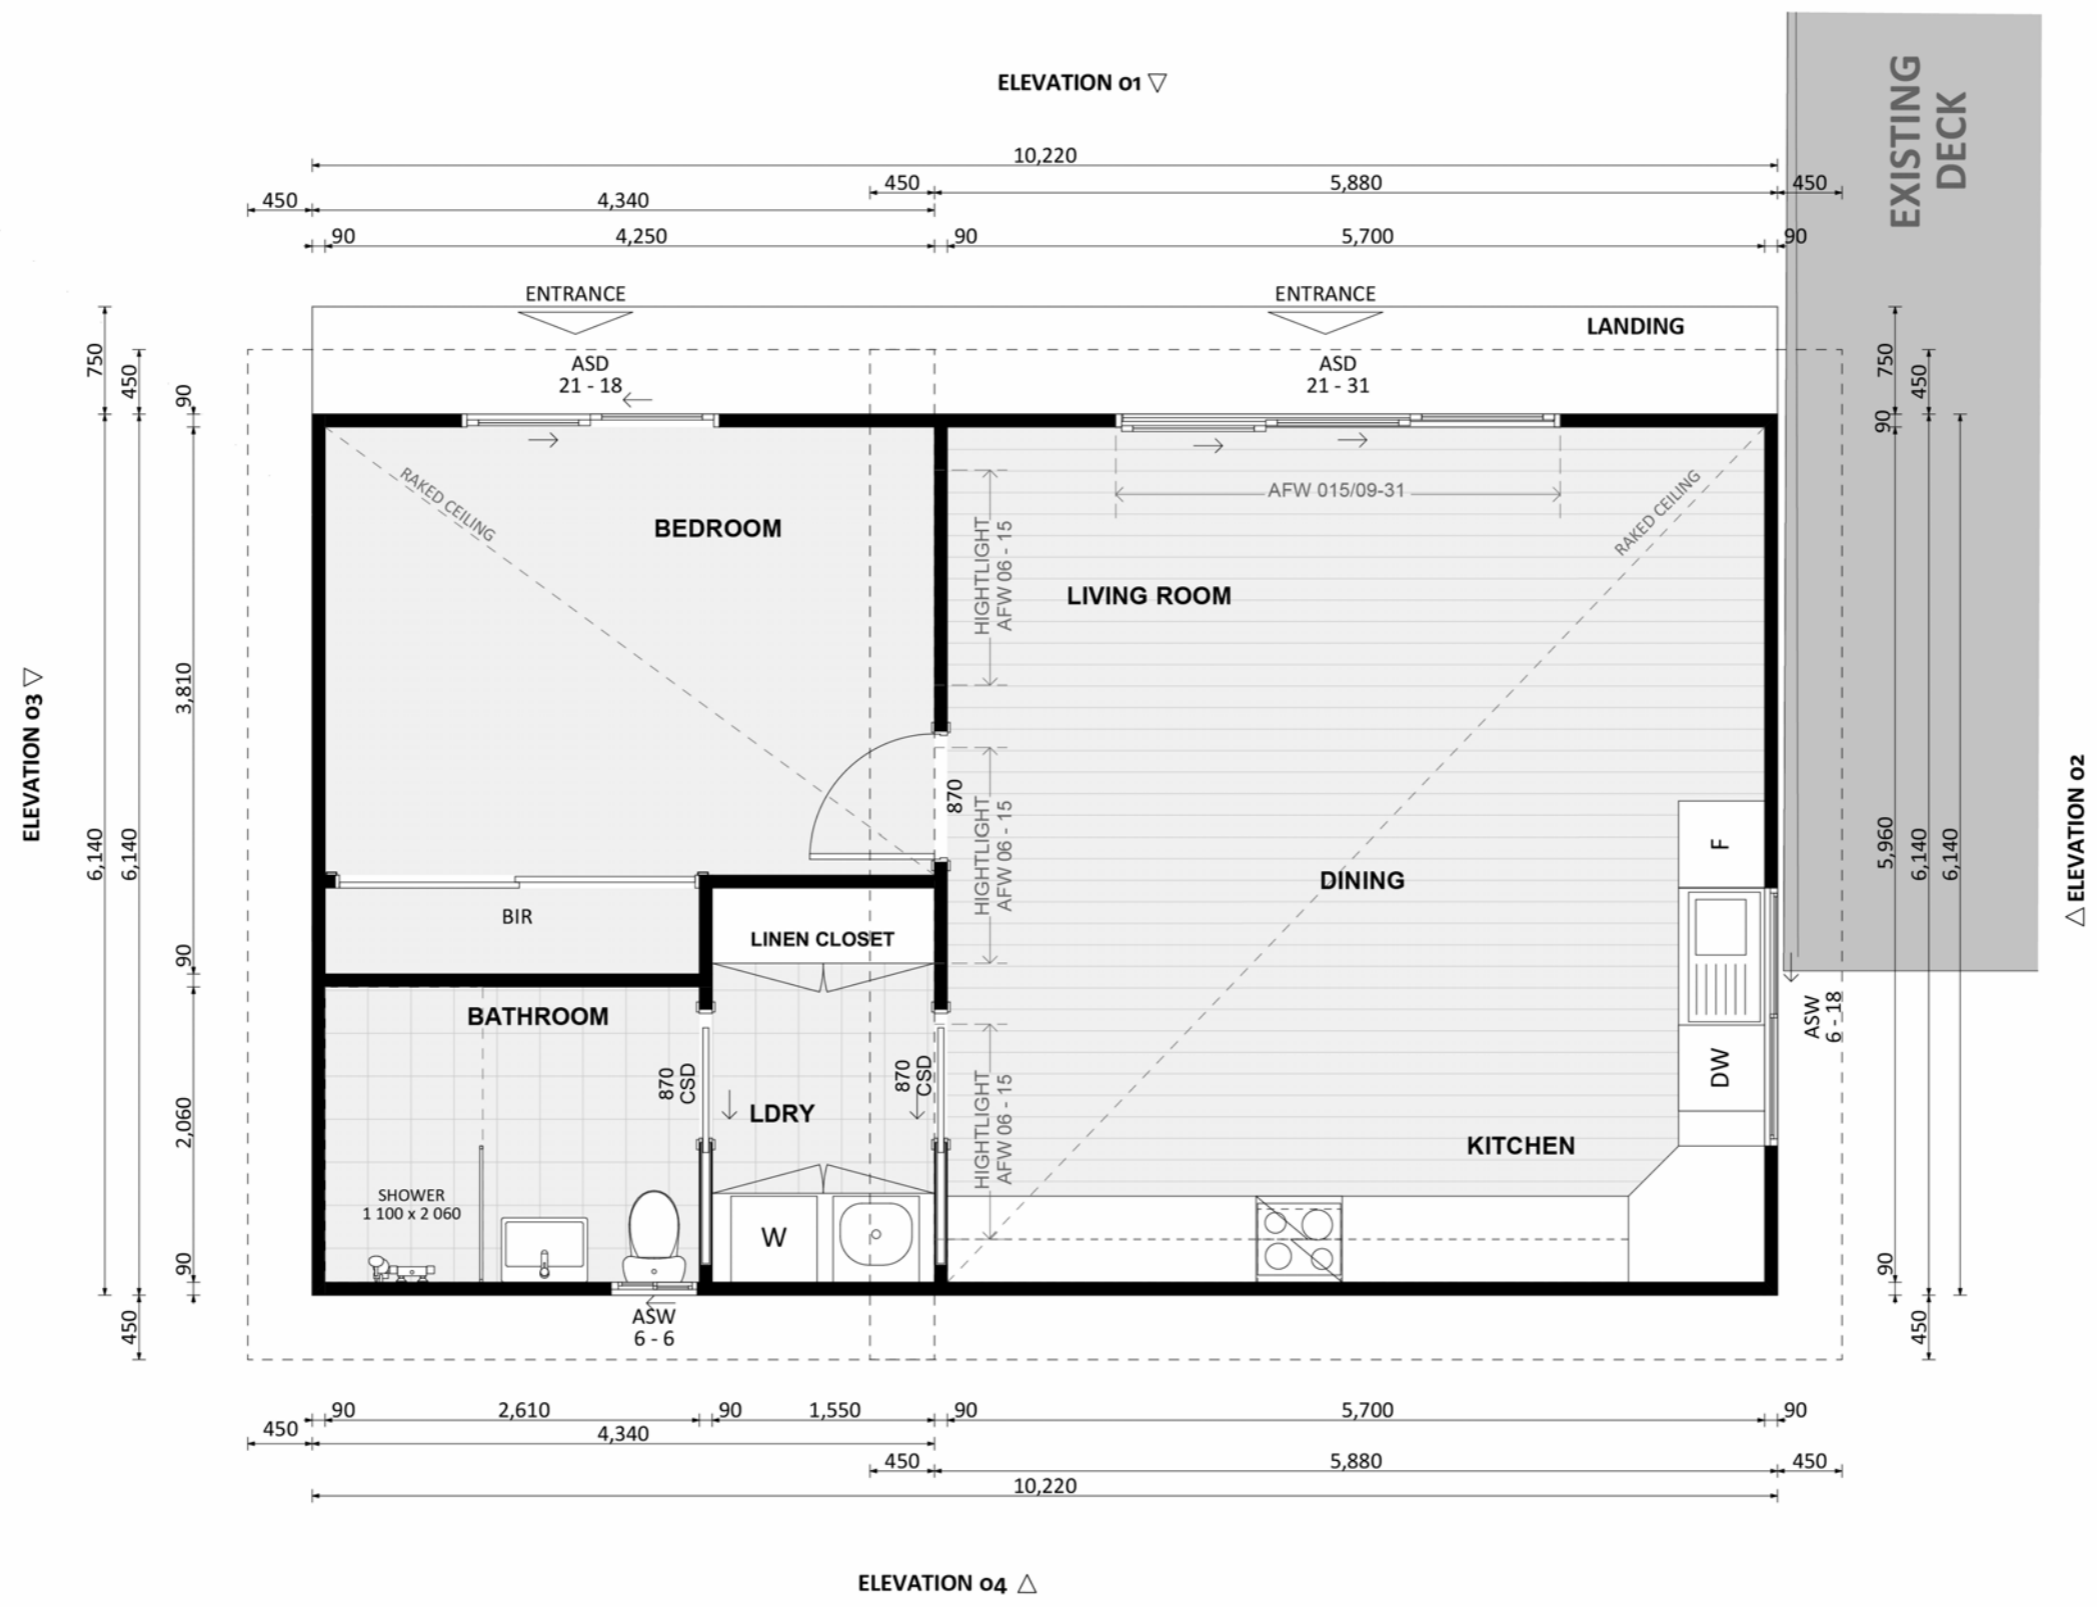 ELEVATION 01
EXISTING
DECK
10,220
450
5,880
450
450
4,340
90
4,250
90
5,700
90
ENTRANCE
ENTRANCE
LANDING
ASD
21 - 18
ASD
21 - 31
750
450
90
750
450
90
RAKED CEILING
BEDROOM
HIGHTLIGHT
AFW 06 - 15
AFW 015/09-31
RAKED CEILING
LIVING ROOM
ELEVATION 03
3,810
6,140
6,140
870
HIGHTLIGHT
AFW 06 - 15
DINING
F
5,960
6,140
6,140
ELEVATION 02
BIR
LINEN CLOSET
90
BATHROOM
870
CSD
LDRY
870
CSD
HIGHTLIGHT
AFW 06 - 15
DW
ASW
6 - 18
KITCHEN
2,060
SHOWER
1 100 x 2 060
W
90
90
450
450
ASW
6 - 6
90
2,610
90
1,550
90
5,700
90
450
4,340
450
5,880
450
10,220
ELEVATION 04